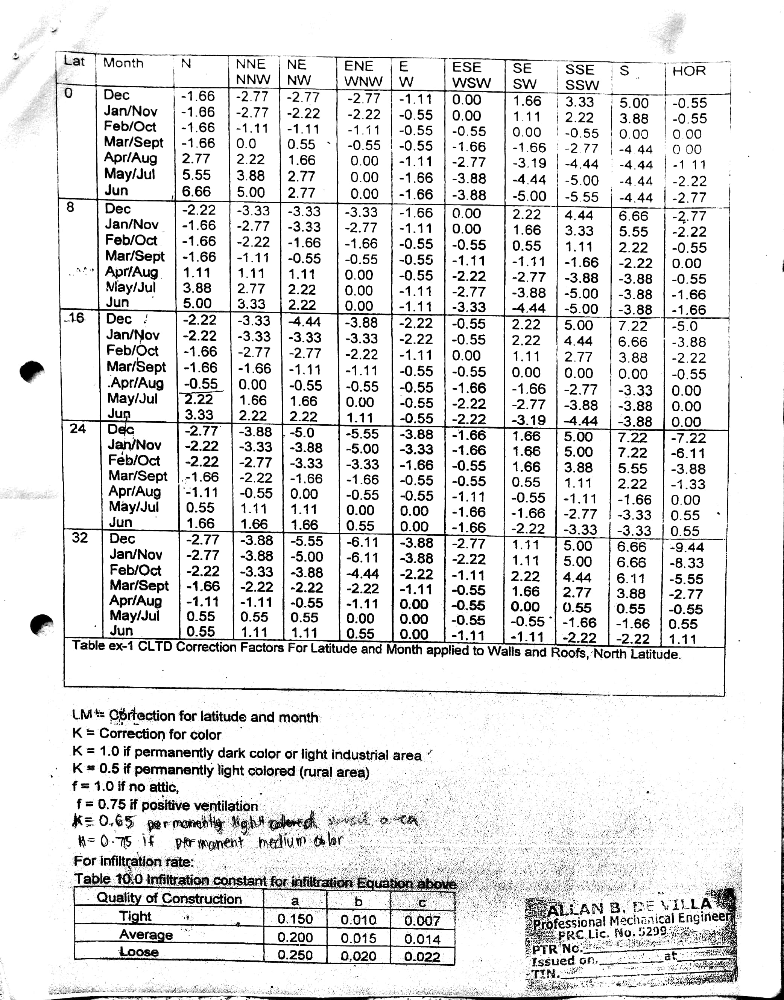 Lat Month N NNE NE ENE E ESE SE SSE S HOR
NNW NW WNW W WSW SW SSW
0 Dec -1.66 -2.77 -2.77 -2.77 -1.11 0.00 1.66 3.33 5.00 -0.55
Jan/Nov -1.66 -2.77 -2.22 -2.22 -0.55 0.00 1.11 2.22 3.88 -0.55
Feb/Oct -1.66 -1.11 -1.11 -1.11 -0.55 -0.55 0.00 -0.55 0.00 0.00
Mar/Sept -1.66 0.0 0.55 -0.55 -0.55 -1.66 -1.66 -2.77 -4.44 0 00
Apr/Aug 2.77 2.22 1.66 0.00 -1.11 -2.77 -3.19 -4.44 -4.44 -1 11
May/Jul 5.55 3.88 2.77 0.00 -1.66 -3.88 -4.44 -5.00 -4.44 -2.22
Jun 6.66 5.00 2.77 0.00 -1.66 -3.88 -5.00 -5.55 -4.44 -2.77
8 Dec -2.22 -3.33 -3.33 -3.33 -1.66 0.00 2.22 4.44 6.66 -2.77
Jan/Nov -1.66 -2.77 -3.33 -2.77 -1.11 0.00 1.66 3.33 5.55 -2.22
Feb/Oct -1.66 -2.22 -1.66 -1.66 -0.55 -0.55 0.55 1.11 2.22 -0.55
Mar/Sept -1.66 -1.11 -0.55 -0.55 -0.55 -1.11 -1.11 -1.66 -2.22 0.00
Apr/Aug 1.11 1.11 1.11 0.00 -0.55 -2.22 -2.77 -3.88 -3.88 -0.55
May/Jul 3.88 2.77 2.22 0.00 -1.11 -2.77 -3.88 -5.00 -3.88 -1.66
Jun 5.00 3.33 2.22 0.00 -1.11 -3.33 -4.44 -5.00 -3.88 -1.66
16 Dec -2.22 -3.33 -4.44 -3.88 -2.22 -0.55 2.22 5.00 7.22 -5.0
Jan/Nov -2.22 -3.33 -3.33 -3.33 -2.22 -0.55 2.22 4.44 6.66 -3.88
Feb/Oct -1.66 -2.77 -2.77 -2.22 -1.11 0.00 1.11 2.77 3.88 -2.22
Mar/Sept -1.66 -1.66 -1.11 -1.11 -0.55 -0.55 0.00 0.00 0.00 -0.55
Apr/Aug -0.55 0.00 -0.55 -0.55 -0.55 -1.66 -1.66 -2.77 -3.33 0.00
May/Jul 2.22 1.66 1.66 0.00 -0.55 -2.22 -2.77 -3.88 -3.88 0.00
Jun 3.33 2.22 2.22 1.11 -0.55 -2.22 -3.19 -4.44 -3.88 0.00
24 Dec -2.77 -3.88 -5.0 -5.55 -3.88 -1.66 1.66 5.00 7.22 -7.22
Jan/Nov -2.22 -3.33 -3.88 -5.00 -3.33 -1.66 1.66 5.00 7.22 -6.11
Feb/Oct -2.22 -2.77 -3.33 -3.33 -1.66 -0.55 1.66 3.88 5.55 -3.88
Mar/Sept -1.66 -2.22 -1.66 -1.66 -0.55 -0.55 0.55 1.11 2.22 -1.33
Apr/Aug -1.11 -0.55 0.00 -0.55 -0.55 -1.11 -0.55 -1.11 -1.66 0.00
May/Jul 0.55 1.11 1.11 0.00 0.00 -1.66 -1.66 -2.77 -3.33 0.55
Jun 1.66 1.66 1.66 0.55 0.00 -1.66 -2.22 -3.33 -3.33 0.55
32 Dec -2.77 -3.88 -5.55 -6.11 -3.88 -2.77 1.11 5.00 6.66 -9.44
Jan/Nov -2.77 -3.88 -5.00 -6.11 -3.88 -2.22 1.11 5.00 6.66 -8.33
Feb/Oct -2.22 -3.33 -3.88 -4.44 -2.22 -1.11 2.22 4.44 6.11 -5.55
Mar/Sept -1.66 -2.22 -2.22 -2.22 -1.11 -0.55 1.66 2.77 3.88 -2.77
Apr/Aug -1.11 -1.11 -0.55 -1.11 0.00 -0.55 0.00 0.55 0.55 -0.55
May/Jul 0.55 0.55 0.55 0.00 0.00 -0.55 -0.55 -1.66 -1.66 0.55
Jun 0.55 1.11 1.11 0.55 0.00 -1.11 -1.11 -2.22 -2.22 1.11
Table ex-1 CLTD Correction Factors For Latitude and Month applied to Walls and Roofs, North Latitude.
LM = Correction for latitude and month
K = Correction for color
K = 1.0 if permanently dark color or light industrial area
K = 0.5 if permanently light colored (rural area)
f = 1.0 if no attic,
f = 0.75 if positive ventilation
K= 0.65 permanently light colored area
K= 0.75 if permanent medium color
For infiltration rate:
Table 10.0 Infiltration constant for infiltration Equation above
Quality of Construction a b c
Tight 0.150 0.010 0.007
Average 0.200 0.015 0.014
Loose 0.250 0.020 0.022
ALLAN B. DE VILLA
Professional Mechanical Engineer
PRC Lic. No. 5299
PTR No.
Issued on. at
TIN.